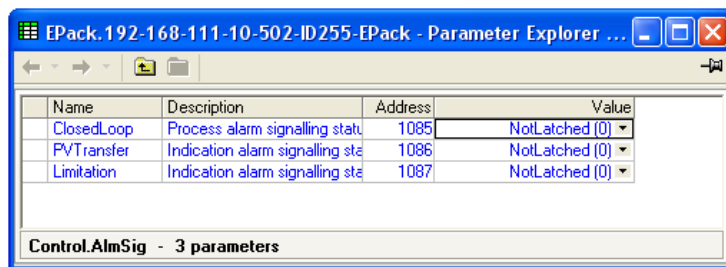 EPack.192-168-111-10-502-ID255-EPack - Parameter Explorer ...
Name Description Address Value
ClosedLoop Process alarm signalling statu 1085 NotLatched (0)
PVTransfer Indication alarm signalling sta 1086 NotLatched (0)
Limitation Indication alarm signalling sta 1087 NotLatched (0)
Control.AlmSig - 3 parameters